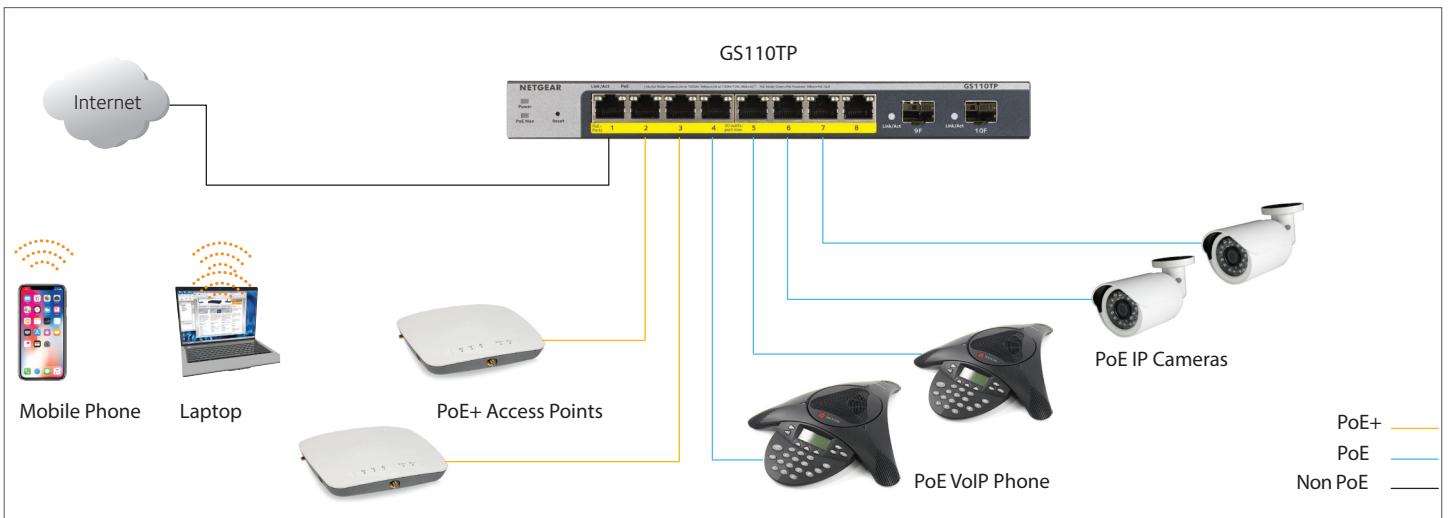 GS110TP
Internet
NETGEAR
Link/Act PoE
GS110TP
Power
PoE Max
Reset
PoE+
Ports
1 2 3 4 5 6 7 8
Link/Act
9F
Link/Act
10F
Mobile Phone
Laptop
PoE+ Access Points
PoE VoIP Phone
PoE IP Cameras
PoE+
PoE
Non PoE